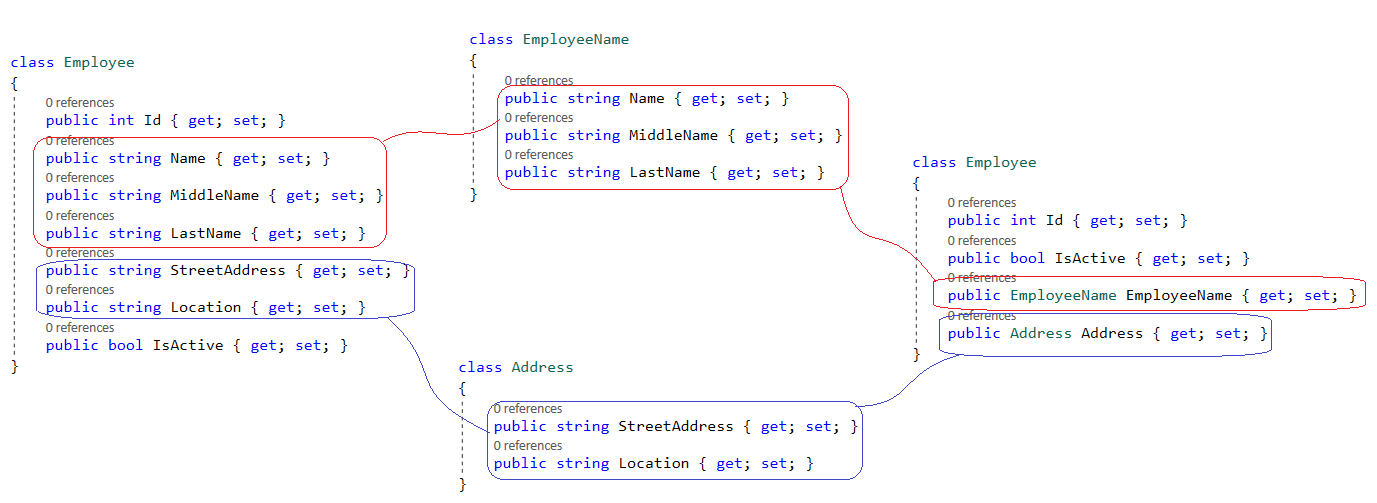 class Employee
{
0 references
public int Id { get; set; }
0 references
public string Name { get; set; }
0 references
public string MiddleName { get; set; }
0 references
public string LastName { get; set; }
0 references
public string StreetAddress { get; set; }
0 references
public string Location { get; set; }
0 references
public bool IsActive { get; set; }
}
class EmployeeName
{
0 references
public string Name { get; set; }
0 references
public string MiddleName { get; set; }
0 references
public string LastName { get; set; }
}
class Address
{
0 references
public string StreetAddress { get; set; }
0 references
public string Location { get; set; }
}
class Employee
{
0 references
public int Id { get; set; }
0 references
public bool IsActive { get; set; }
0 references
public EmployeeName EmployeeName { get; set; }
0 references
public Address Address { get; set; }
}